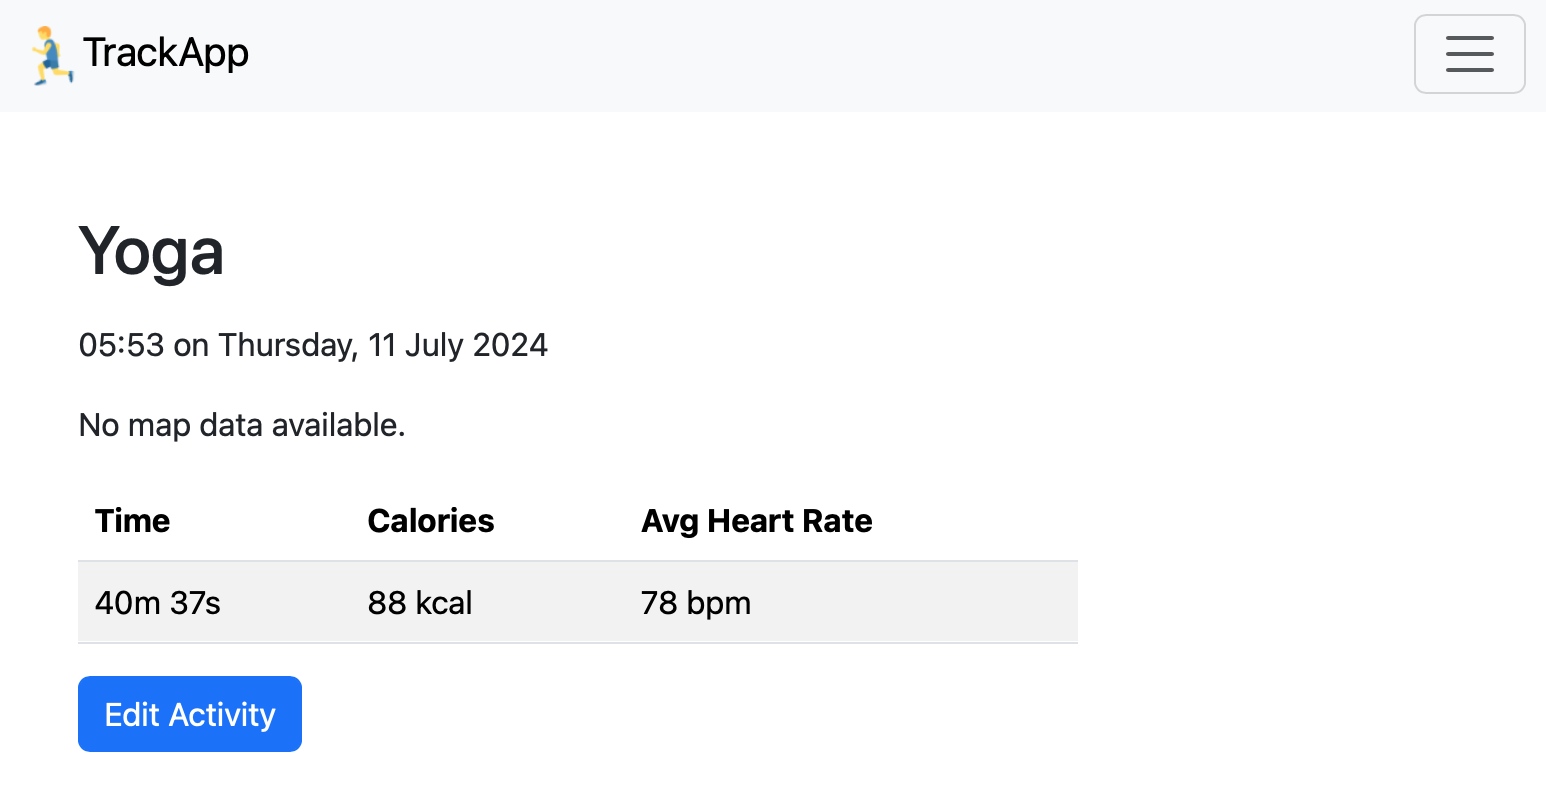 TrackApp
Yoga
05:53 on Thursday, 11 July 2024
No map data available.
Time Calories Avg Heart Rate
40m 37s 88 kcal 78 bpm
Edit Activity